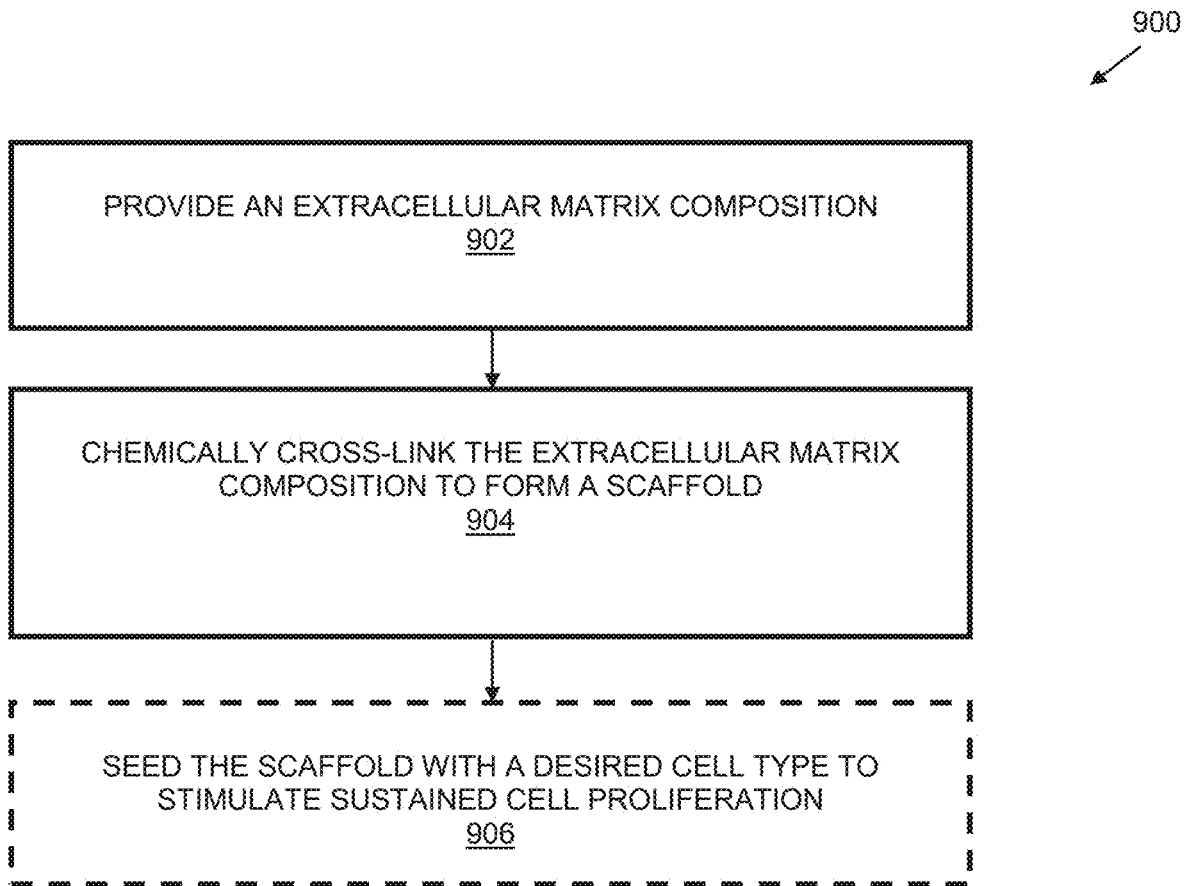 900
PROVIDE AN EXTRACELLULAR MATRIX COMPOSITION
902
CHEMICALLY CROSS-LINK THE EXTRACELLULAR MATRIX
COMPOSITION TO FORM A SCAFFOLD
904
SEED THE SCAFFOLD WITH A DESIRED CELL TYPE TO
STIMULATE SUSTAINED CELL PROLIFERATION
906